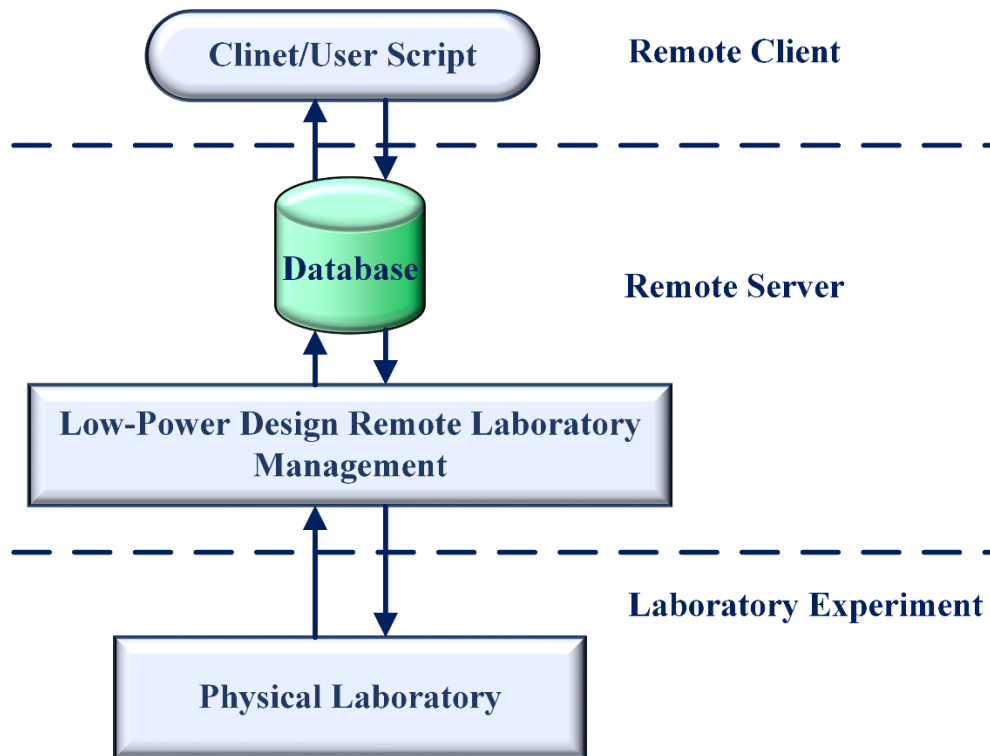 Clinet/User Script
Remote Client
Database
Remote Server
Low-Power Design Remote Laboratory
Management
Laboratory Experiment
Physical Laboratory